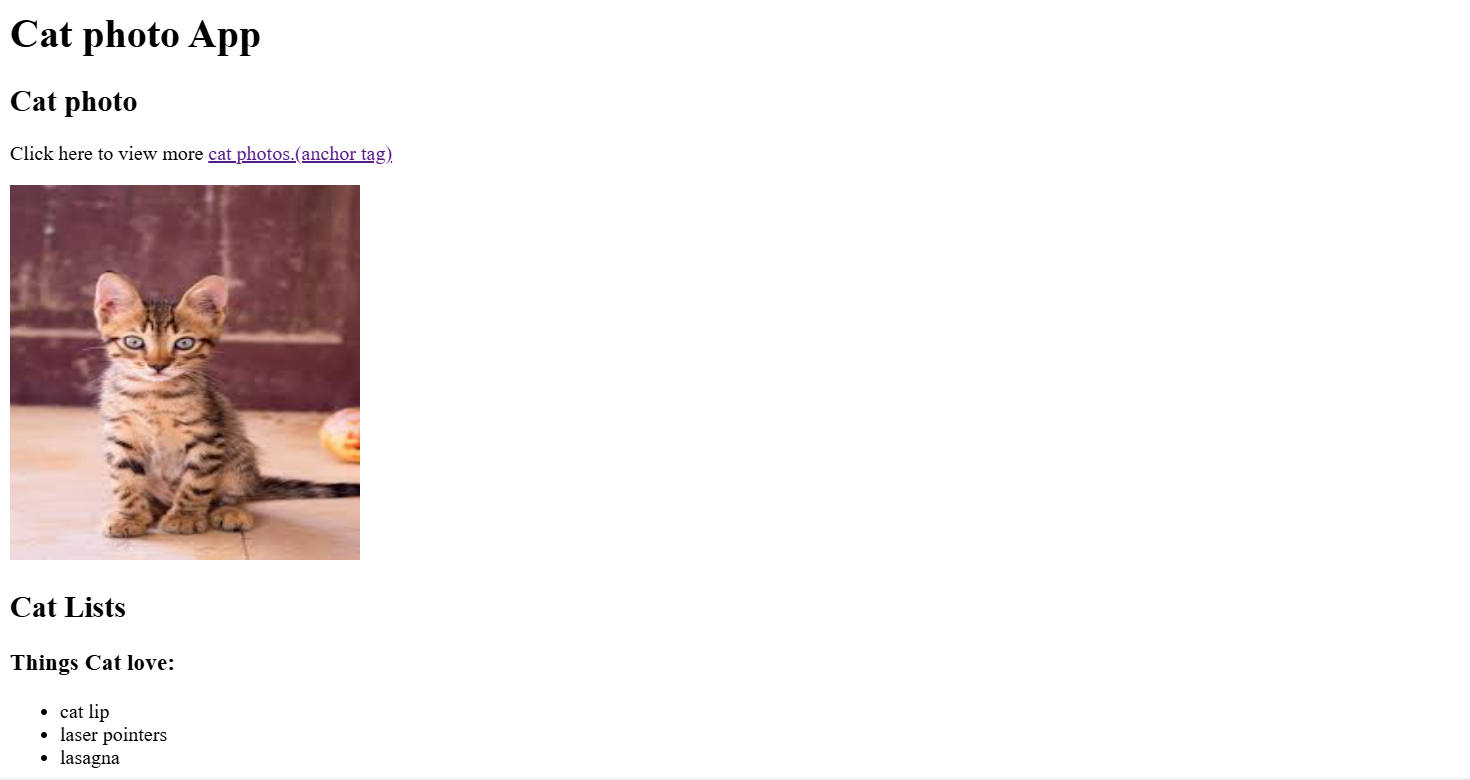 Cat photo App
Cat photo
Click here to view more cat photos.(anchor tag)
Cat Lists
Things Cat love:
cat lip
laser pointers
lasagna